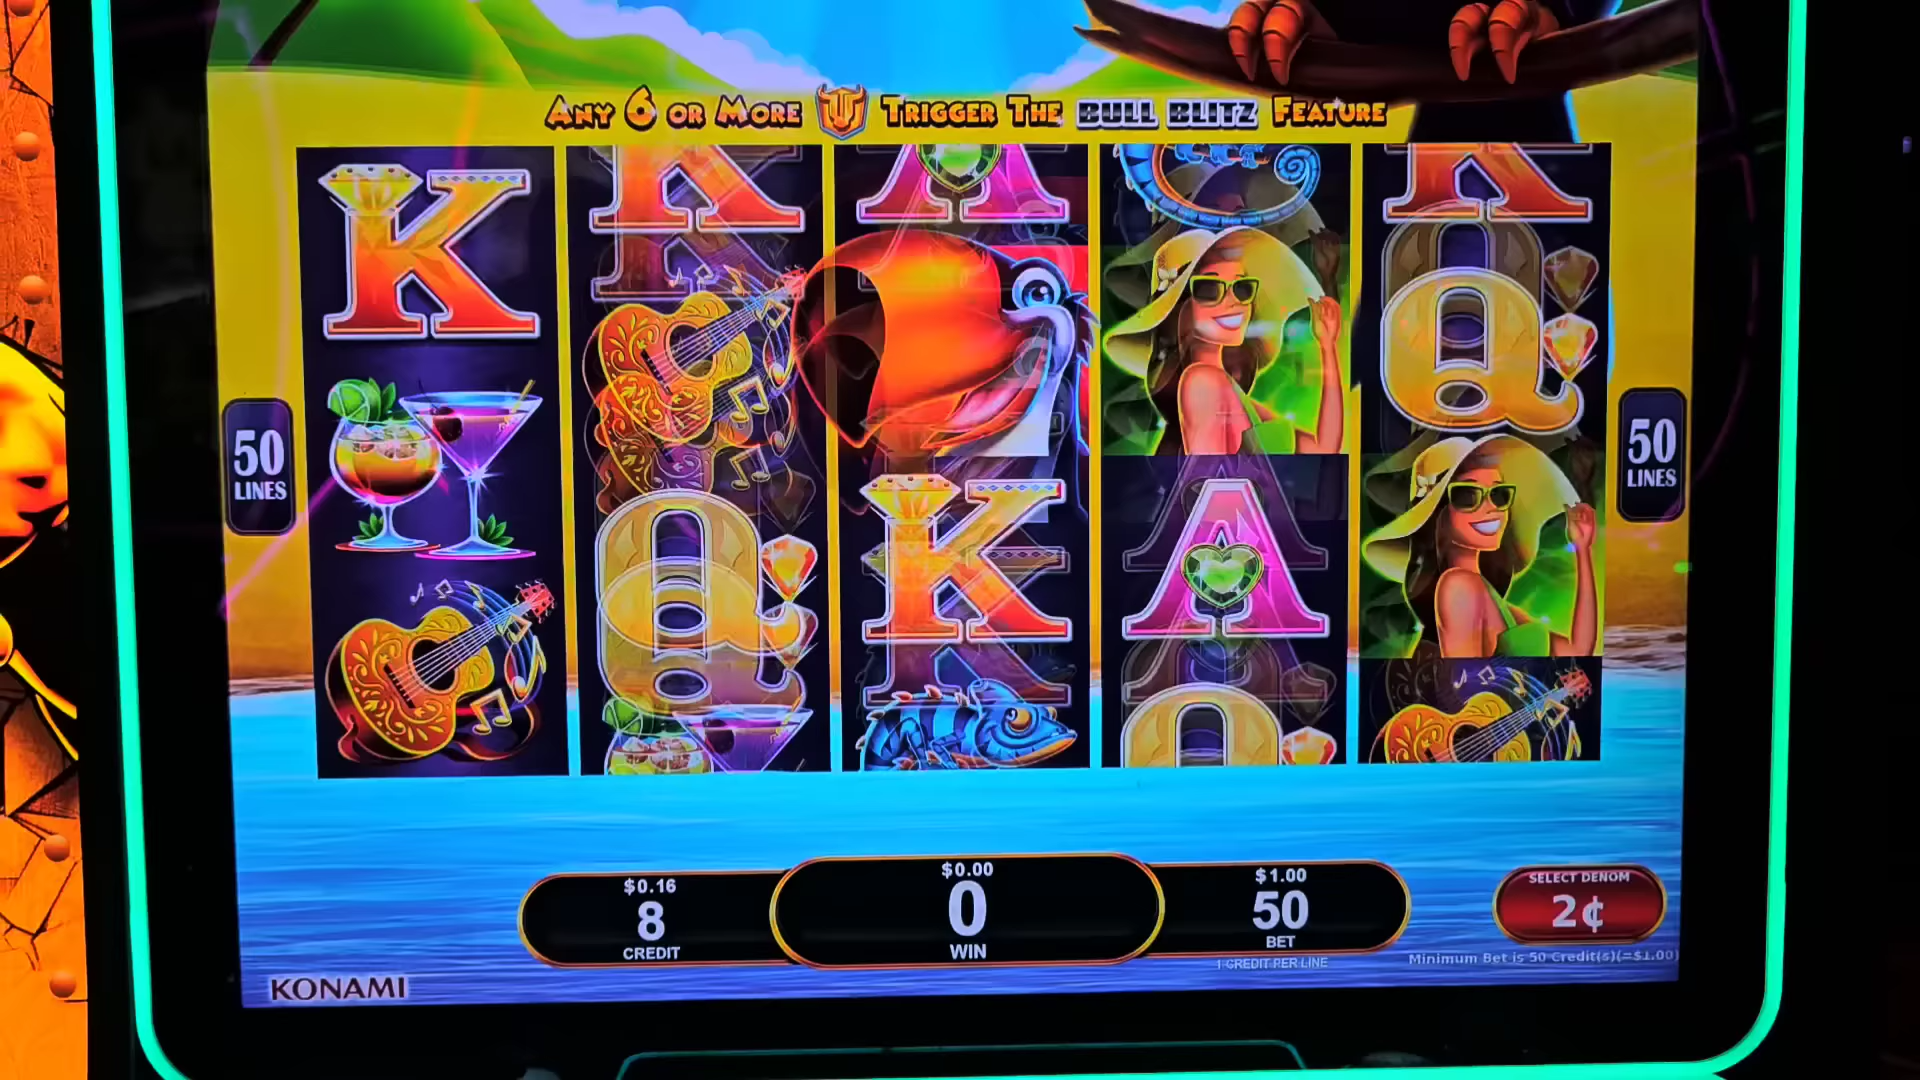 ANY 6 OR MORE TRIGGER THE BULL BLITZ FEATURE
K K A K
Q
50 LINES
50 LINES
Q K A
Q
$0.16
8
CREDIT
$0.00
0
WIN
$1.00
50
BET
1 CREDIT PER LINE
SELECT DENOM
2¢
Minimum Bet is 50 Credit(s)(=$1.00)
KONAMI